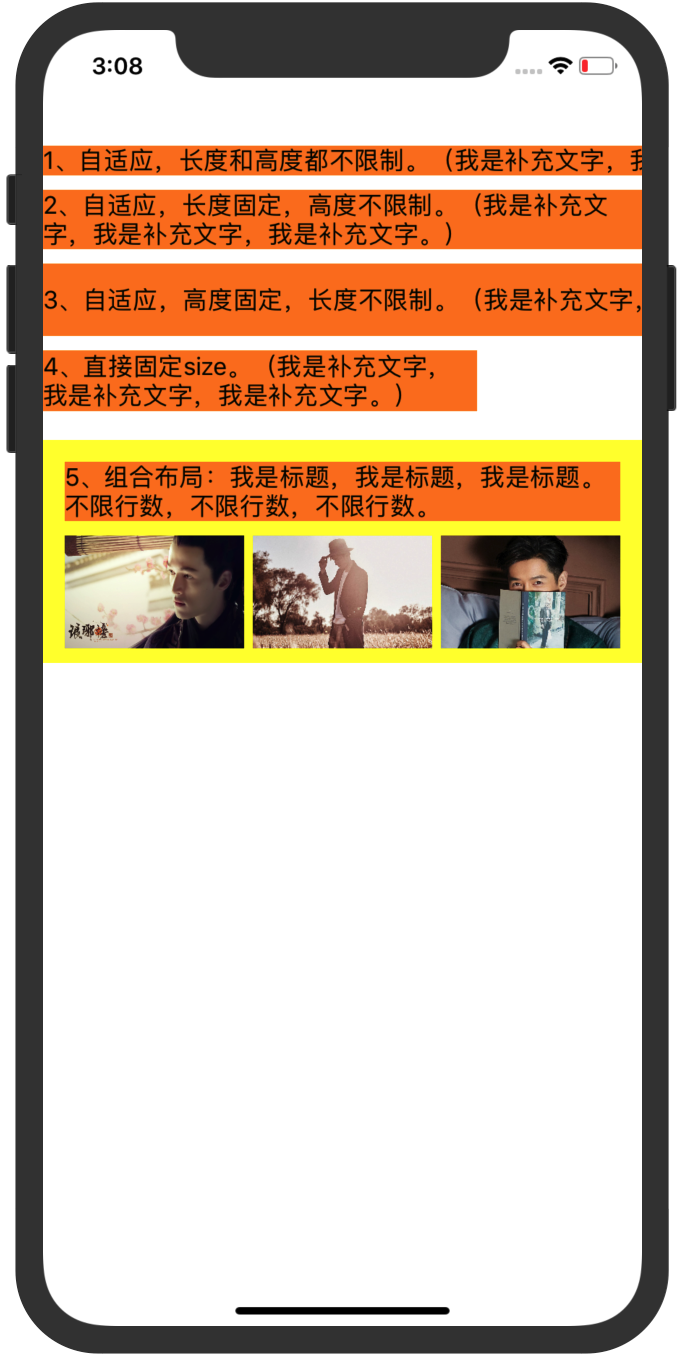 3:08
1、自适应，长度和高度都不限制。（我是补充文字，我
2、自适应，长度固定，高度不限制。（我是补充文
字，我是补充文字，我是补充文字。）
3、自适应，高度固定，长度不限制。（我是补充文字，
4、直接固定size。（我是补充文字，
我是补充文字，我是补充文字。）
5、组合布局：我是标题，我是标题，我是标题。
不限行数，不限行数，不限行数。
琅琊榜